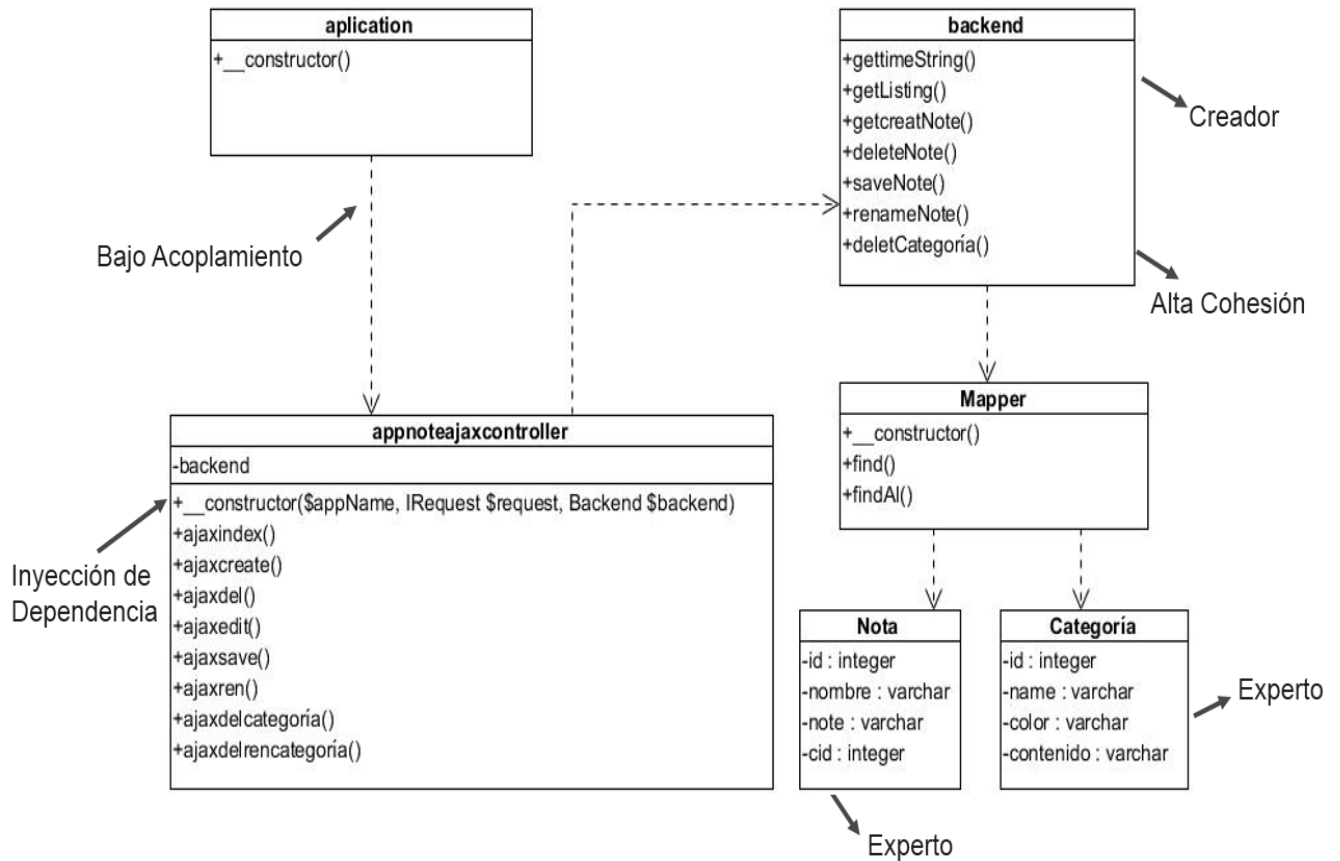 aplication
+__constructor()
Bajo Acoplamiento
backend
+gettimeString()
+getListing()
+getcreatNote()
+deleteNote()
+saveNote()
+renameNote()
+deletCategoría()
Creador
Alta Cohesión
appnoteajaxcontroller
-backend
+__constructor($appName, IRequest $request, Backend $backend)
+ajaxindex()
+ajaxcreate()
+ajaxdel()
+ajaxedit()
+ajaxsave()
+ajaxren()
+ajaxdelcategoría()
+ajaxdelrencategoría()
Inyección de
Dependencia
Mapper
+__constructor()
+find()
+findAl()
Nota
-id : integer
-nombre : varchar
-note : varchar
-cid : integer
Experto
Categoría
-id : integer
-name : varchar
-color : varchar
-contenido : varchar
Experto